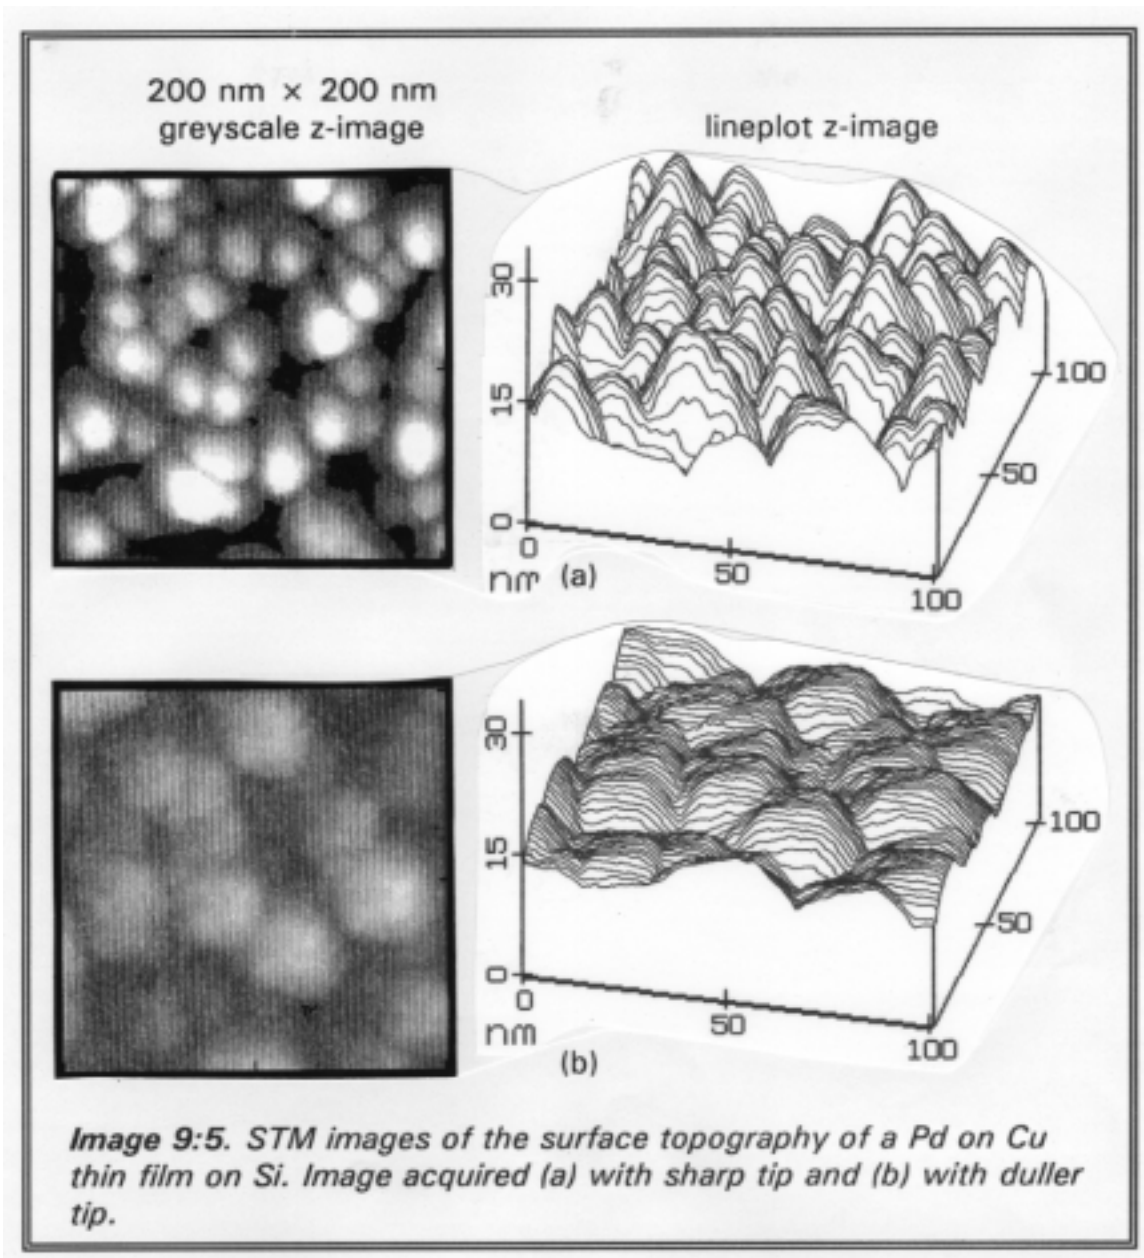 200 nm × 200 nm
greyscale z-image
lineplot z-image
30
15
0
0
nm
(a)
50
100
50
100
30
15
0
0
nm
(b)
50
100
50
100
Image 9:5. STM images of the surface topography of a Pd on Cu
thin film on Si. Image acquired (a) with sharp tip and (b) with duller
tip.